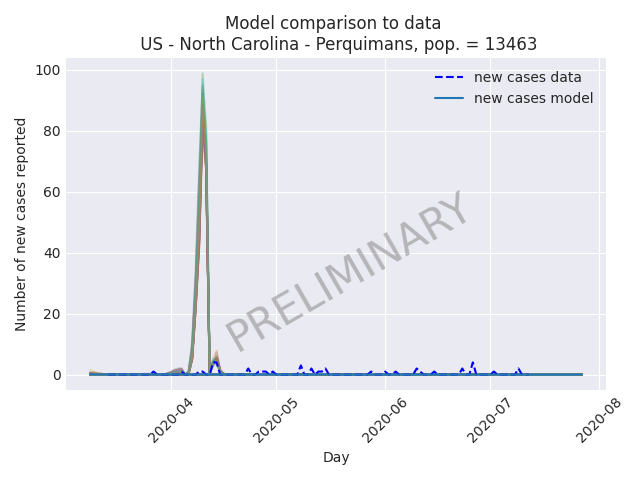 Model comparison to data
US - North Carolina - Perquimans, pop. = 13463
new cases data
new cases model
Number of new cases reported
100
80
60
40
20
0
PRELIMINARY
2020-04
2020-05
2020-06
2020-07
2020-08
Day